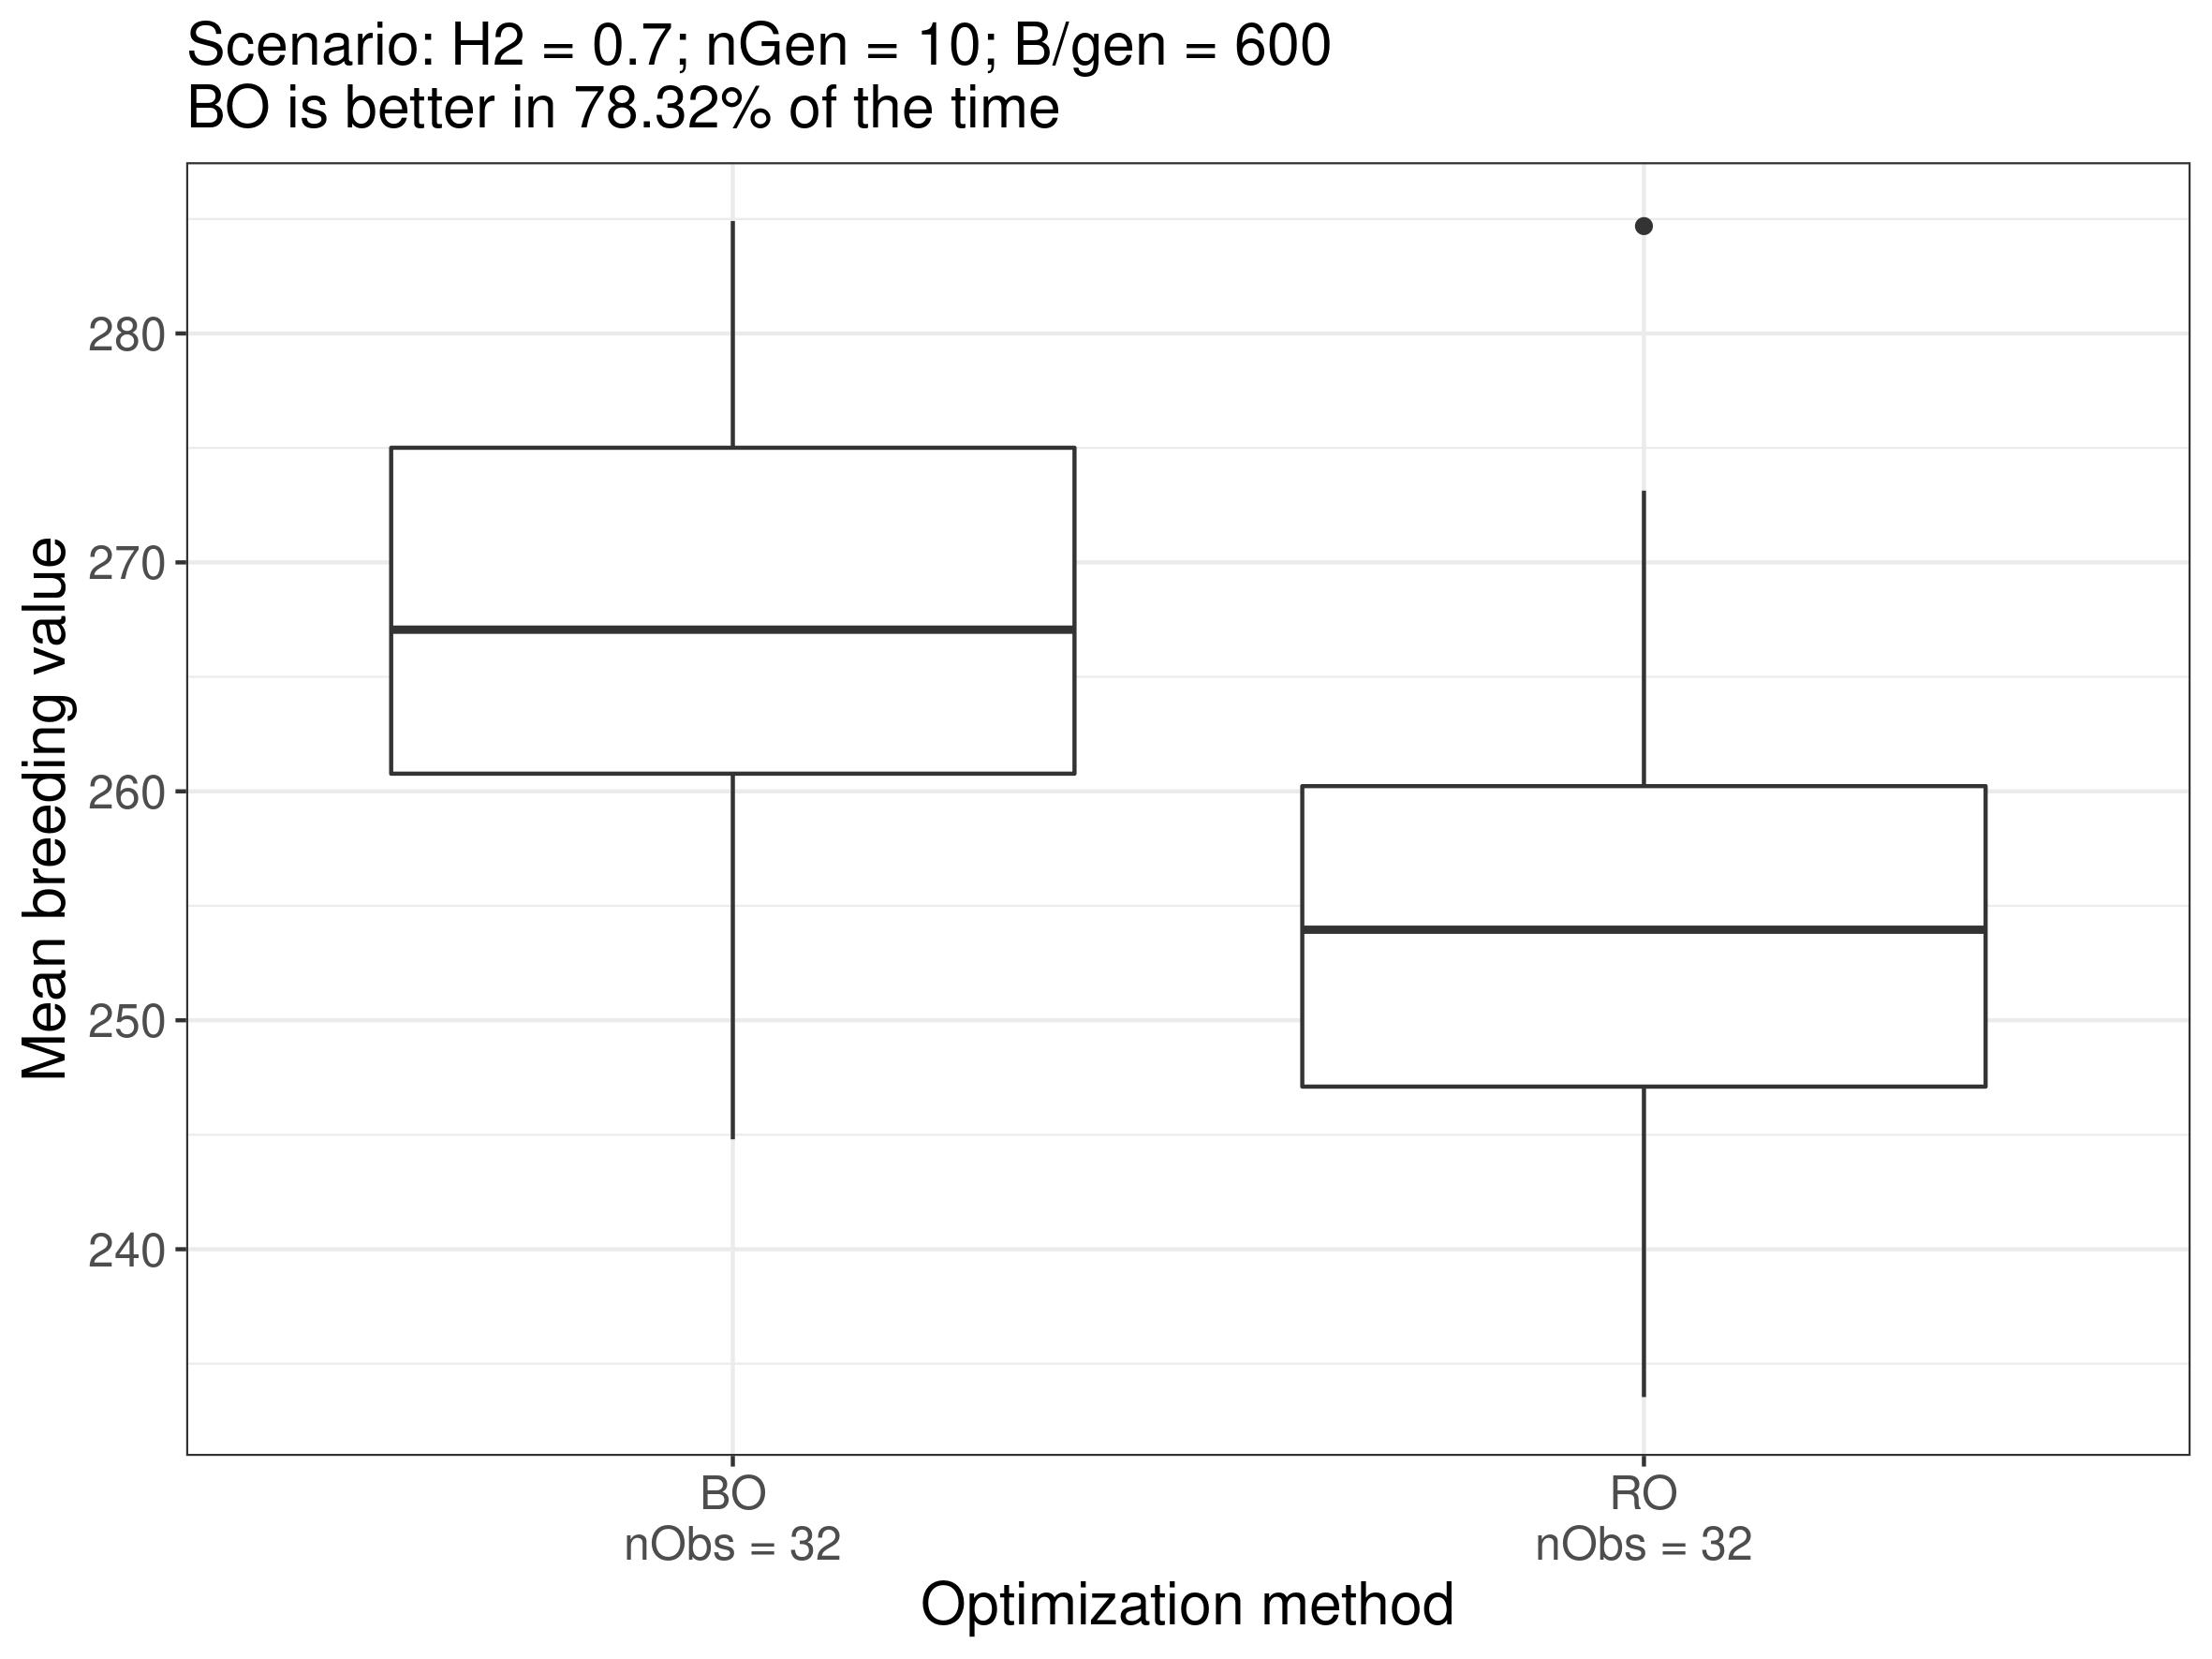 Scenario: H2 = 0.7; nGen = 10; B/gen = 600
BO is better in 78.32% of the time
Mean breeding value
280
270
260
250
240
BO
nObs = 32
RO
nObs = 32
Optimization method